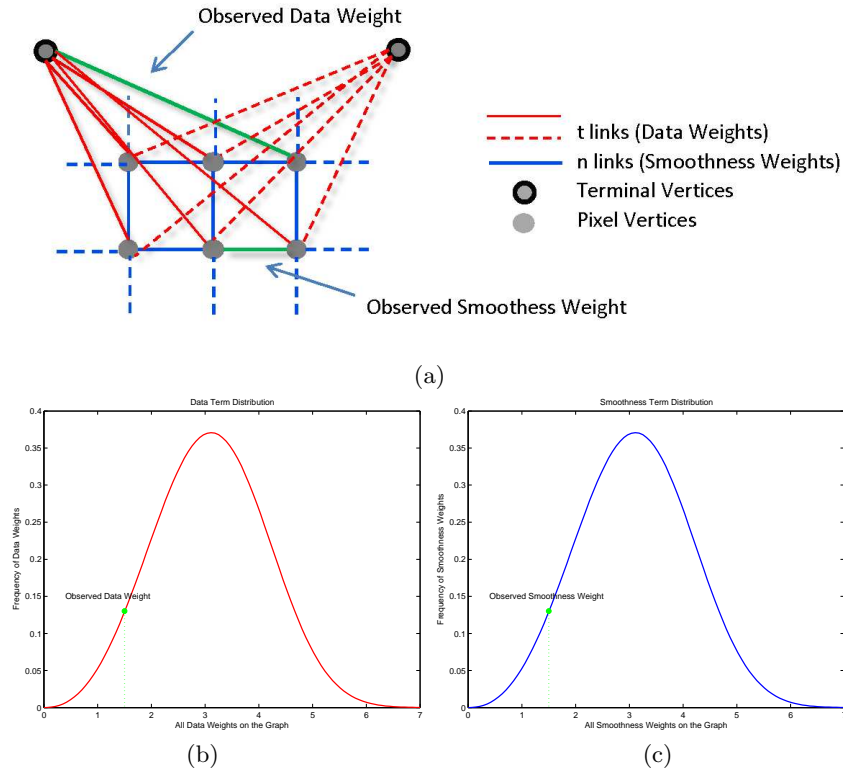 Observed Data Weight
t links (Data Weights)
n links (Smoothness Weights)
Terminal Vertices
Pixel Vertices
Observed Smoothess Weight
(a)
Data Term Distribution
Frequency of Data Weights
0.4
0.35
0.3
0.25
0.2
0.15
0.1
0.05
0
Observed Data Weight
0 1 2 3 4 5 6 7
All Data Weights on the Graph
(b)
Smoothness Term Distribution
Frequency of Smoothness Weights
0.4
0.35
0.3
0.25
0.2
0.15
0.1
0.05
0
Observed Smoothness Weight
0 1 2 3 4 5 6 7
All Smoothness Weights on the Graph
(c)